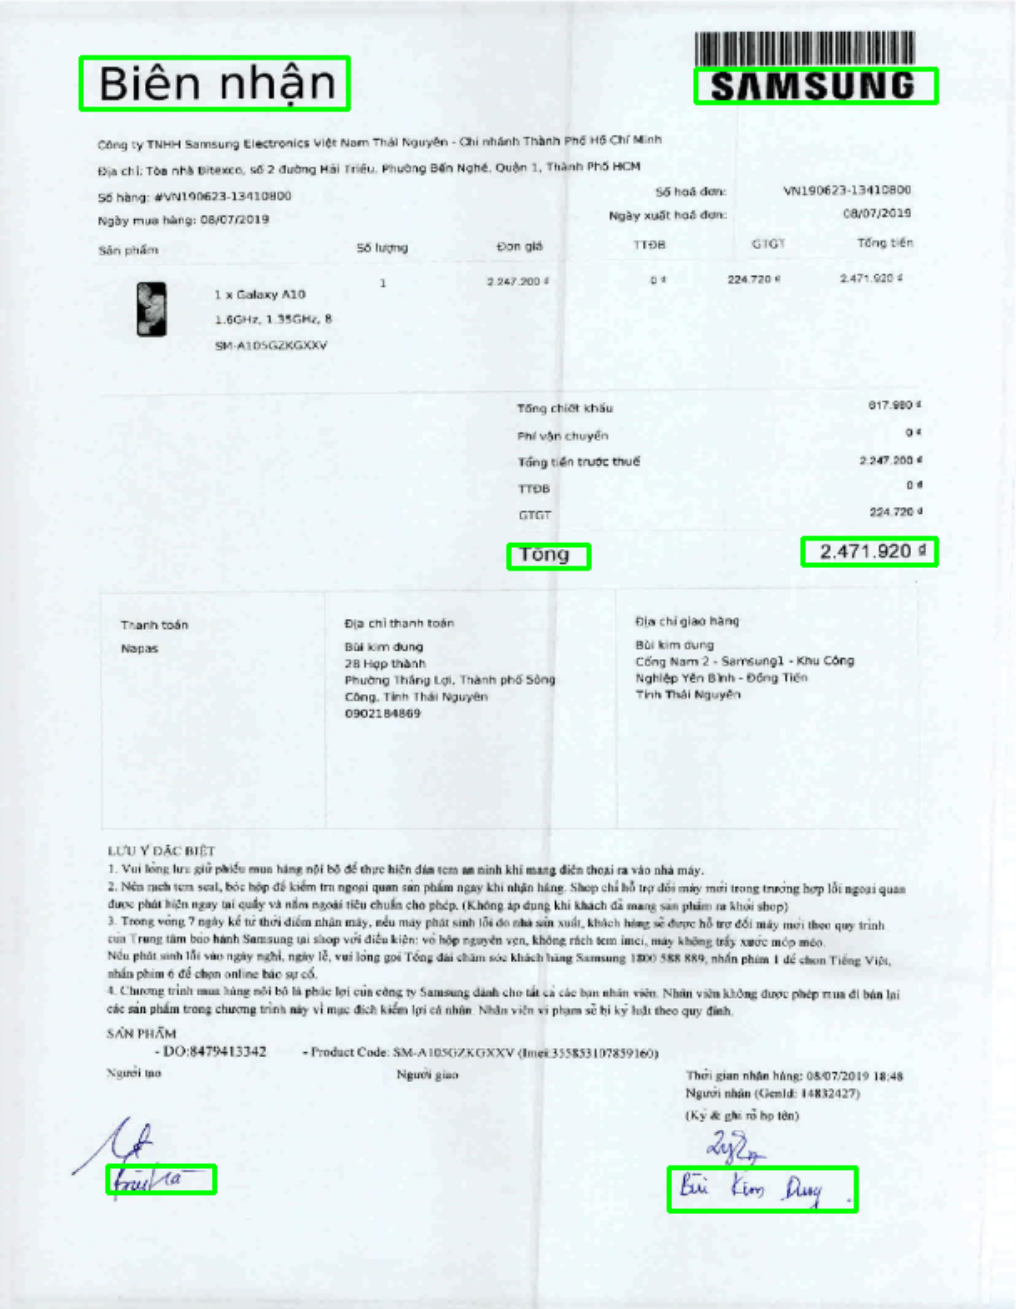 Biên nhận
SAMSUNG
Công ty TNHH Samsung Electronics Việt Nam Thái Nguyên - Chi nhánh Thành Phố Hồ Chí Minh
Địa chỉ: Tòa nhà Bitexco, số 2 đường Hải Triều, Phường Bến Nghé, Quận 1, Thành Phố HCM
Số hàng: #VN190623-13410800
Số hoá đơn: VN190623-13410800
Ngày mua hàng: 08/07/2019
Ngày xuất hoá đơn: 08/07/2019
Sản phẩm Số lượng Đơn giá TTĐB GTGT Tổng tiền
1 2.247.200 ₫ 0 ₫ 224.720 ₫ 2.471.920 ₫
1 x Galaxy A10
1.6GHz, 1.35GHz, 8
SM-A105GZKGXXV
Tổng chiết khấu 617.980 ₫
Phí vận chuyển 0 ₫
Tổng tiền trước thuế 2.247.200 ₫
TTĐB 0 ₫
GTGT 224.720 ₫
Tổng 2.471.920 ₫
Thanh toán
Napas
Địa chỉ thanh toán
Bùi kim dung
28 Hợp thành
Phường Thắng Lợi, Thành phố Sông
Công, Tỉnh Thái Nguyên
0902184869
Địa chỉ giao hàng
Bùi kim dung
Cổng Nam 2 - Samsung1 - Khu Công
Nghiệp Yên Bình - Đồng Tiến
Tỉnh Thái Nguyên
LƯU Ý ĐẶC BIỆT
1. Vui lòng lưu giữ phiếu mua hàng nội bộ để thực hiện dán tem an ninh khi mang điện thoại ra vào nhà máy.
2. Nên rạch tem seal, bóc hộp để kiểm tra ngoại quan sản phẩm ngay khi nhận hàng. Shop chỉ hỗ trợ đổi máy mới trong trường hợp lỗi ngoại quan
được phát hiện ngay tại quầy và nằm ngoài tiêu chuẩn cho phép. (Không áp dụng khi khách đã mang sản phẩm ra khỏi shop)
3. Trong vòng 7 ngày kể từ thời điểm nhận máy, nếu máy phát sinh lỗi do nhà sản xuất, khách hàng sẽ được hỗ trợ đổi máy mới theo quy trình
của Trung tâm bảo hành Samsung tại shop với điều kiện: vỏ hộp nguyên vẹn, không rách tem imei, máy không trầy xước móp méo.
Nếu phát sinh lỗi vào ngày nghỉ, ngày lễ, vui lòng gọi Tổng đài chăm sóc khách hàng Samsung 1800 588 889, nhấn phím 1 để chọn Tiếng Việt,
nhấn phím 6 để chọn online báo sự cố.
4. Chương trình mua hàng nội bộ là phúc lợi của công ty Samsung dành cho tất cả các bạn nhân viên. Nhân viên không được phép mua đi bán lại
các sản phẩm trong chương trình này vì mục đích kiếm lợi cá nhân. Nhân viên vi phạm sẽ bị kỷ luật theo quy định.
SẢN PHẨM
- DO:8479413342 - Product Code: SM-A105GZKGXXV (Imei:355853107859160)
Người tạo
Người giao
Thời gian nhận hàng: 08/07/2019 18:48
Người nhận (GenId: 14832427)
(Ký & ghi rõ họ tên)
Bùi Kim Dung